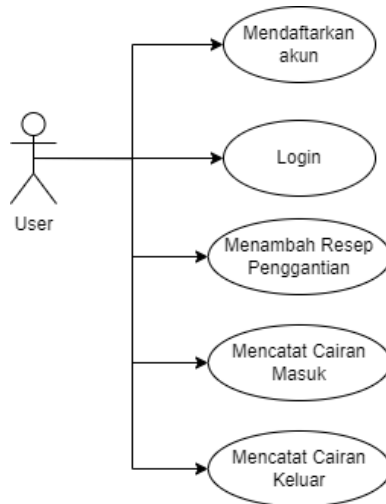 Mendaftarkan
akun
Login
User
Menambah Resep
Penggantian
Mencatat Cairan
Masuk
Mencatat Cairan
Keluar